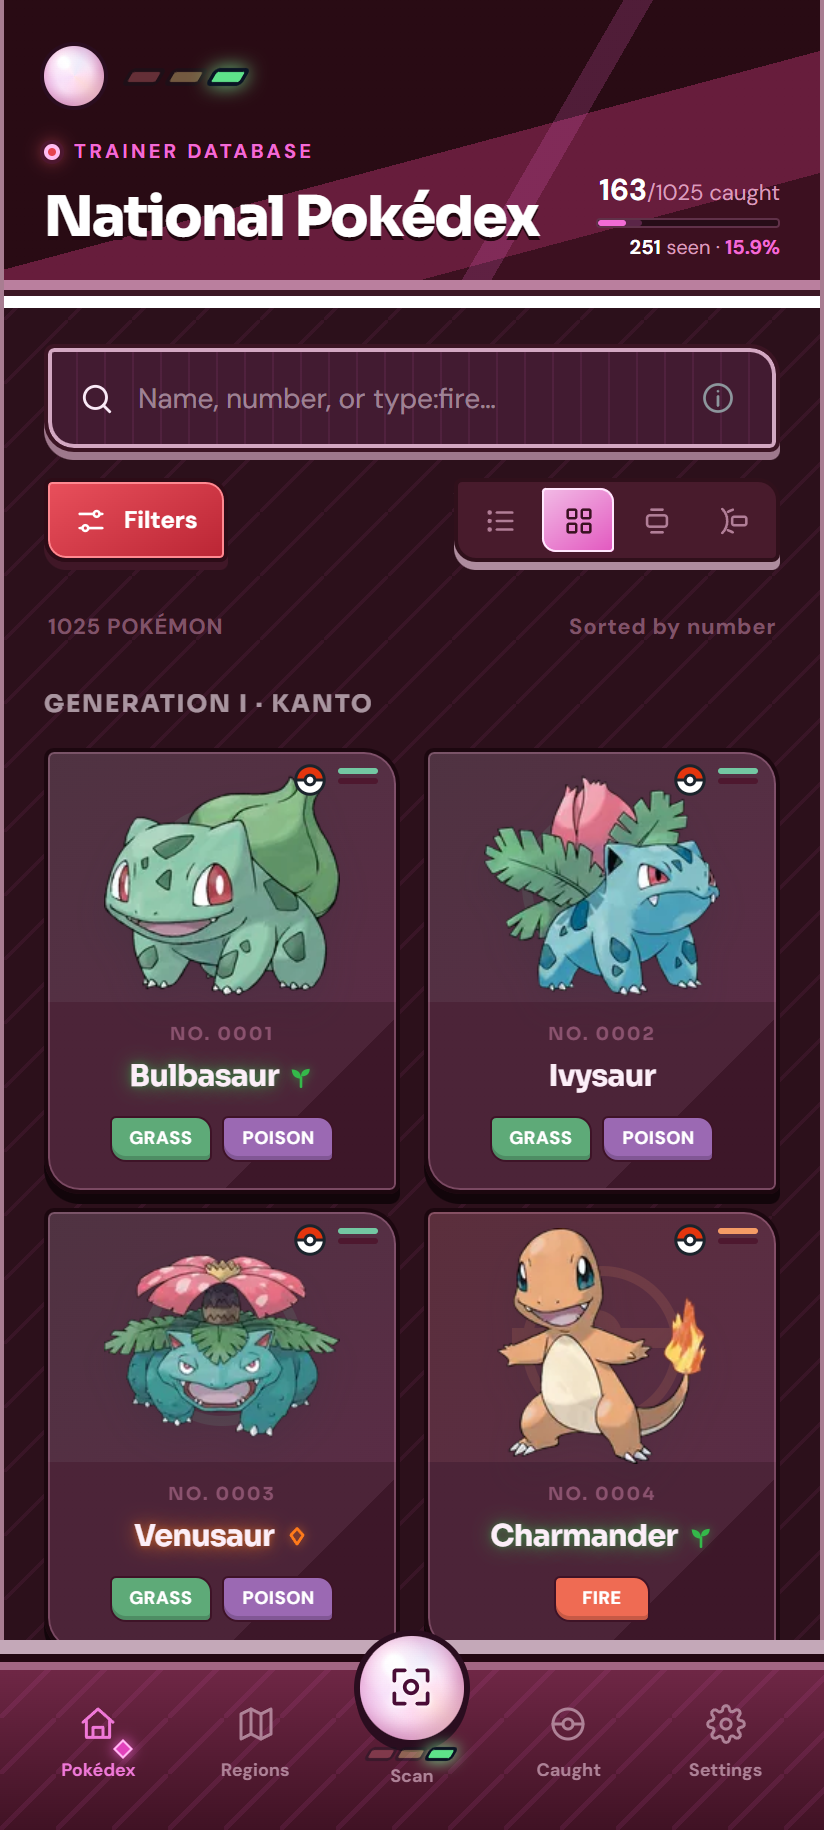 TRAINER DATABASE
National Pokédex
163/1025 caught
251 seen · 15.9%
Name, number, or type:fire...
Filters
1025 POKÉMON
Sorted by number
GENERATION I · KANTO
NO. 0001
Bulbasaur
GRASS POISON
NO. 0002
Ivysaur
GRASS POISON
NO. 0003
Venusaur
GRASS POISON
NO. 0004
Charmander
FIRE
Pokédex
Regions
Scan
Caught
Settings